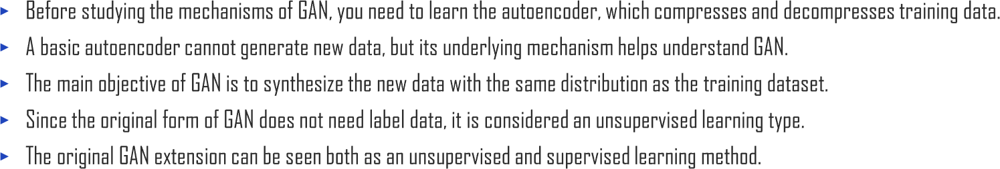 ► Before studying the mechanisms of GAN, you need to learn the autoencoder, which compresses and decompresses training data.
► A basic autoencoder cannot generate new data, but its underlying mechanism helps understand GAN.
► The main objective of GAN is to synthesize the new data with the same distribution as the training dataset.
► Since the original form of GAN does not need label data, it is considered an unsupervised learning type.
► The original GAN extension can be seen both as an unsupervised and supervised learning method.